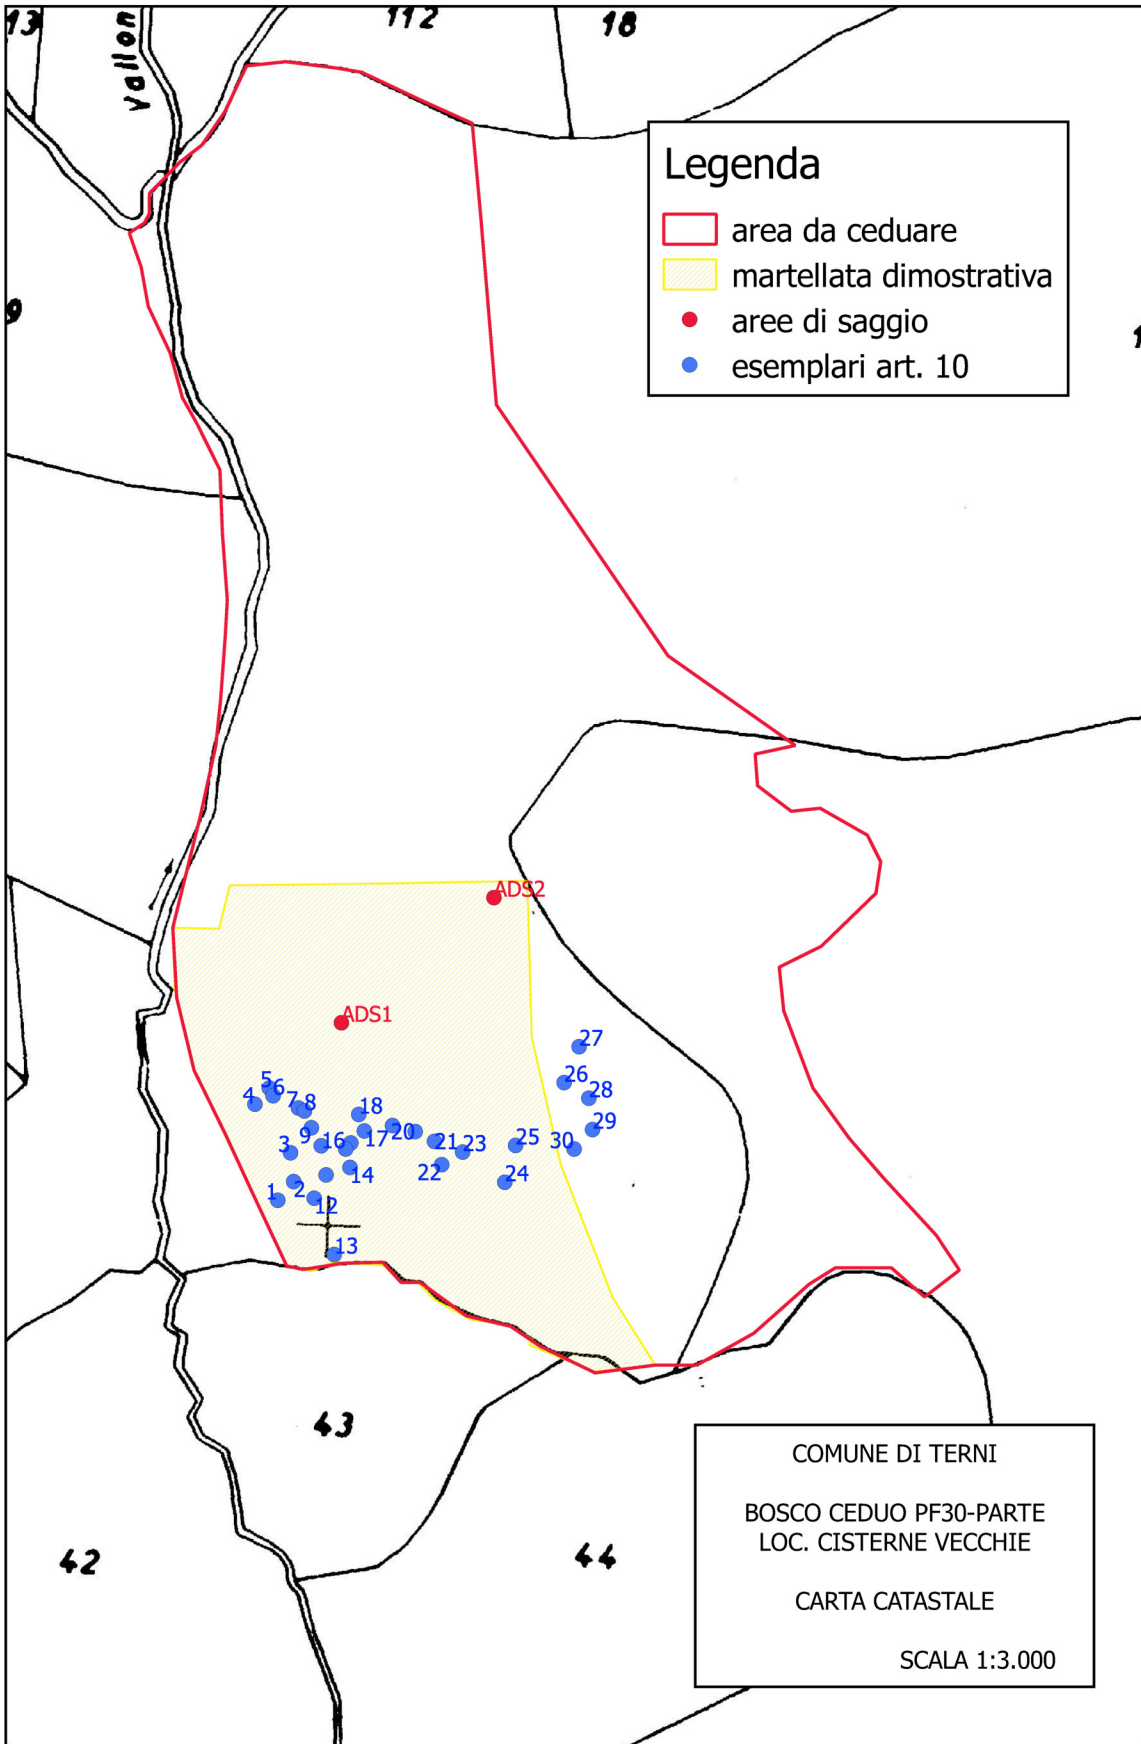 13
112
18
Vallon
Legenda
area da ceduare
martellata dimostrativa
aree di saggio
esemplari art. 10
9
ADS2
ADS1
27
26
28
5
6
4
7
8
18
29
9
16
17
20
21
23
25
30
3
14
22
24
1
2
12
13
43
42
44
COMUNE DI TERNI
BOSCO CEDUO PF30-PARTE
LOC. CISTERNE VECCHIE
CARTA CATASTALE
SCALA 1:3.000